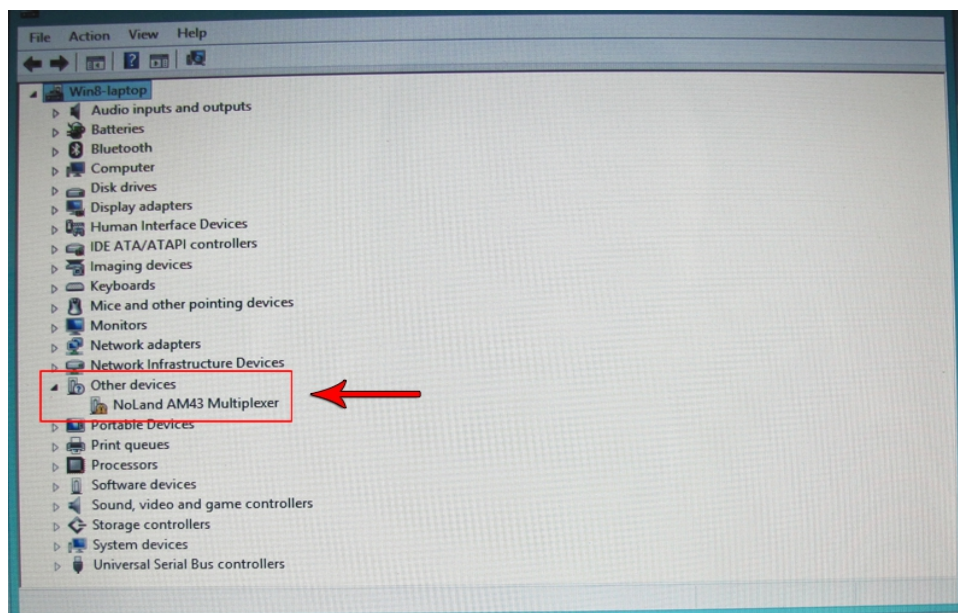 File Action View Help
Win8-laptop
Audio inputs and outputs
Batteries
Bluetooth
Computer
Disk drives
Display adapters
Human Interface Devices
IDE ATA/ATAPI controllers
Imaging devices
Keyboards
Mice and other pointing devices
Monitors
Network adapters
Network Infrastructure Devices
Other devices
NoLand AM43 Multiplexer
Portable Devices
Print queues
Processors
Software devices
Sound, video and game controllers
Storage controllers
System devices
Universal Serial Bus controllers